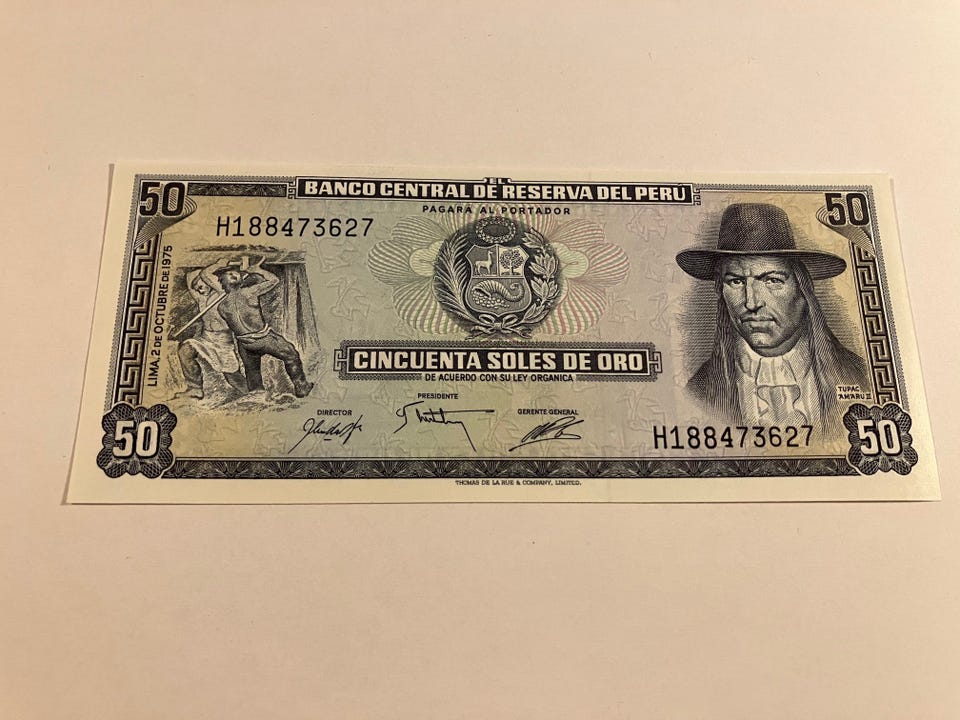 50
EL
BANCO CENTRAL DE RESERVA DEL PERU
50
PAGARA AL PORTADOR
H188473627
LIMA, 2 DE OCTUBRE DE 1975
CINCUENTA SOLES DE ORO
DE ACUERDO CON SU LEY ORGANICA
TUPAC
AMARU II
DIRECTOR
PRESIDENTE
GERENTE GENERAL
50
H188473627
50
THOMAS DE LA RUE & COMPANY, LIMITED.